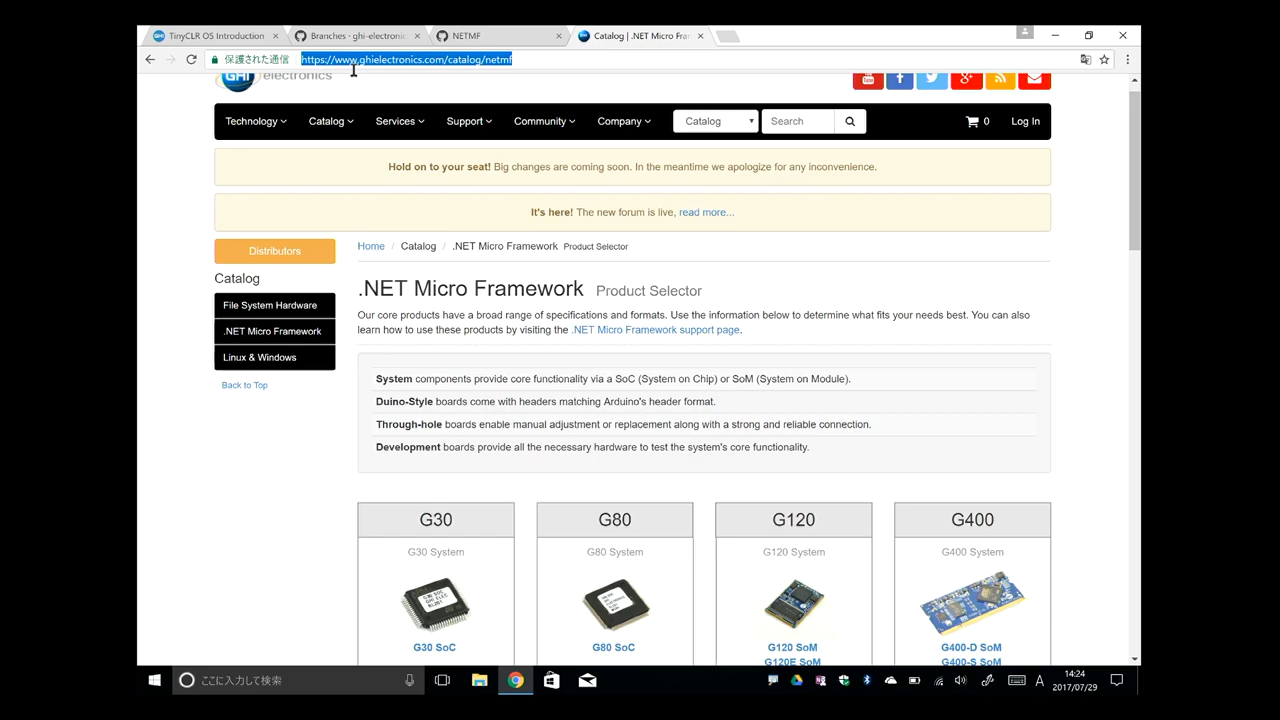 TinyCLR OS Introduction
Branches · ghi-electronic
NETMF
Catalog | .NET Micro Fra
保護された通信
https://www.ghielectronics.com/catalog/netmf
GHI electronics
Technology Catalog Services Support Community Company Catalog Search 0 Log In
Hold on to your seat! Big changes are coming soon. In the meantime we apologize for any inconvenience.
It's here! The new forum is live, read more...
Distributors
Home / Catalog / .NET Micro Framework Product Selector
Catalog
File System Hardware
.NET Micro Framework
Linux & Windows
Back to Top
.NET Micro Framework Product Selector
Our core products have a broad range of specifications and formats. Use the information below to determine what fits your needs best. You can also
learn how to use these products by visiting the .NET Micro Framework support page.
System components provide core functionality via a SoC (System on Chip) or SoM (System on Module).
Duino-Style boards come with headers matching Arduino's header format.
Through-hole boards enable manual adjustment or replacement along with a strong and reliable connection.
Development boards provide all the necessary hardware to test the system's core functionality.
G30
G30 System
G30 SoC
G80
G80 System
G80 SoC
G120
G120 System
G120 SoM
G120E SoM
G400
G400 System
G400-D SoM
G400-S SoM
ここに入力して検索
A
14:24
2017/07/29